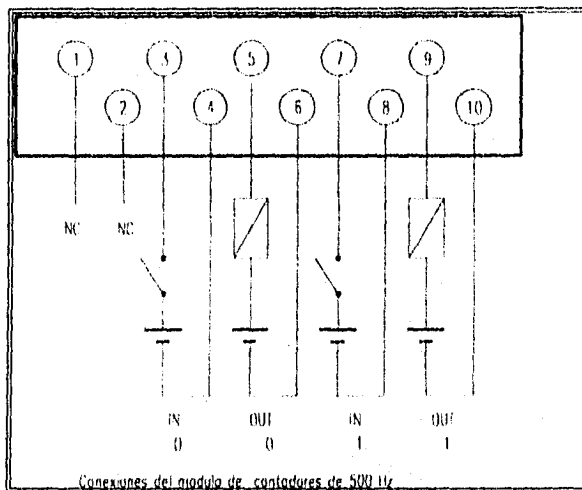 1 3 5 7 9
2 4 6 8 10
NC NC
IN OUT IN OUT
0 0 1 1
Conexiones del modulo de contadores de 500 Hz